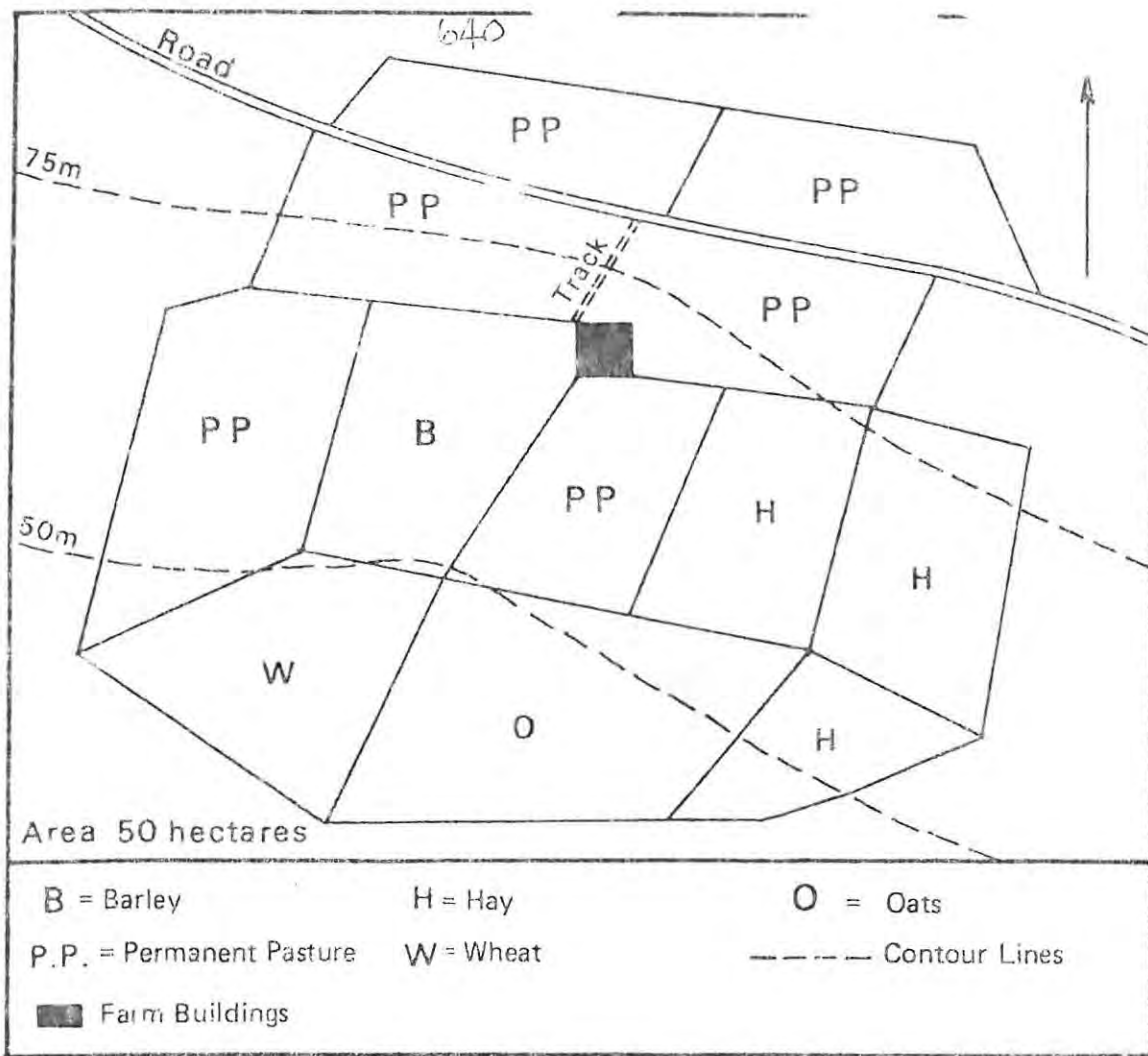 640
Road
PP
PP
75m
PP
Track
PP
PP
B
PP
H
H
50m
W
O
H
Area 50 hectares
B = Barley
H = Hay
O = Oats
P.P. = Permanent Pasture
W = Wheat
Contour Lines
Farm Buildings